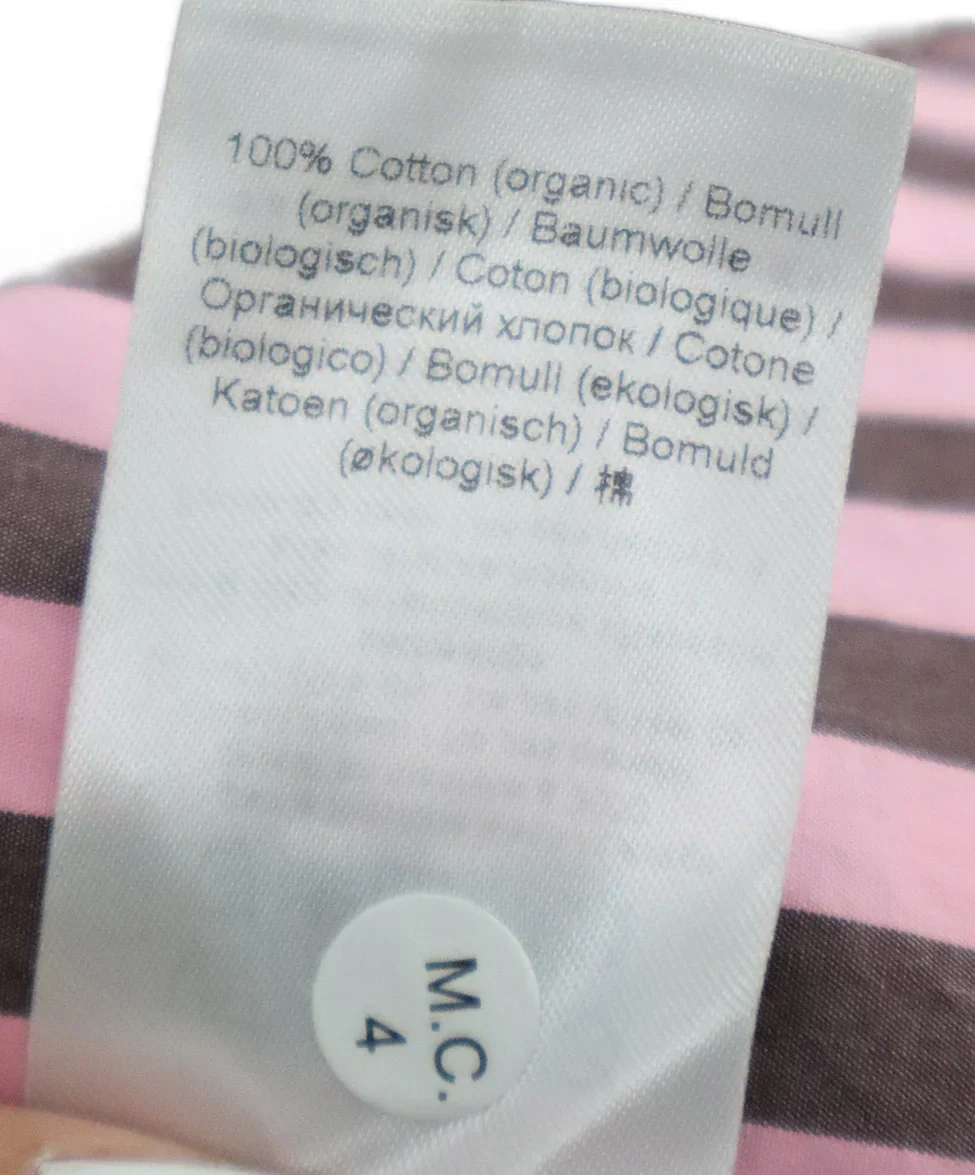 100% Cotton (organic) / Bomull
(organisk) / Baumwolle
(biologisch) / Coton (biologique) /
Органический хлопок / Cotone
(biologico) / Bomull (ekologisk) /
Katoen (organisch) / Bomuld
(økologisk) / 棉
M.C.
4